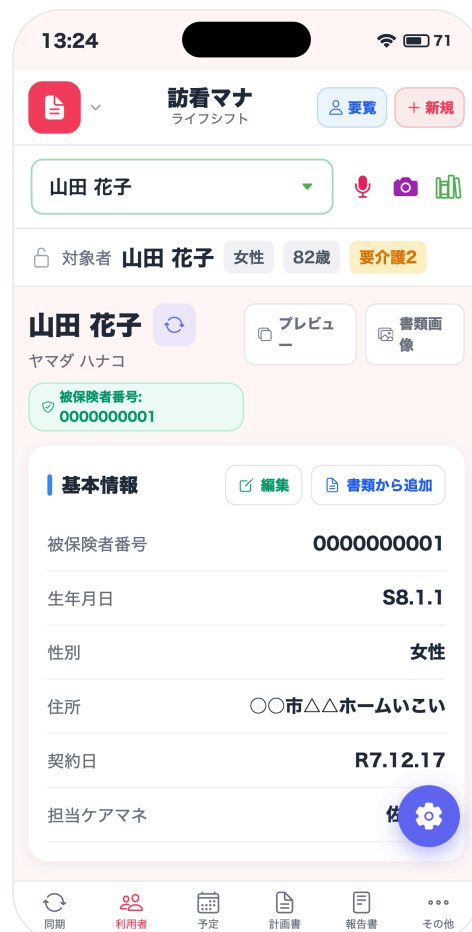 13:24
71
訪看マナ
ライフシフト
要覧
+ 新規
山田 花子
対象者 山田 花子 女性 82歳 要介護2
山田 花子
ヤマダ ハナコ
プレビュ
ー
書類画
像
被保険者番号:
0000000001
基本情報
編集
書類から追加
被保険者番号 0000000001
生年月日 S8.1.1
性別 女性
住所 〇〇市△△ホームいこい
契約日 R7.12.17
担当ケアマネ 佐
同期 利用者 予定 計画書 報告書 その他